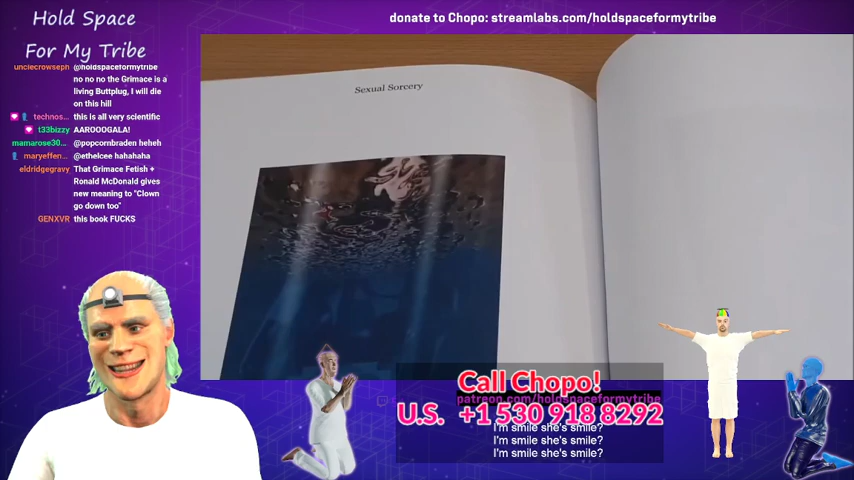 Hold Space
For My Tribe
donate to Chopo: streamlabs.com/holdspaceformytribe
unclecrowseph @holdspaceformytribe
no no no the Grimace is a
living Buttplug, I will die
on this hill
technos... this is all very scientific
t33bizzy AAROOOGALA!
mamarose30... @popcornbraden heheh
maryeffen... @ethelcee hahahaha
eldridgegravy That Grimace Fetish +
Ronald McDonald gives
new meaning to "Clown
go down too"
GENXVR this book FUCKS
Sexual Sorcery
Call Chopo!
patreon.com/holdspaceformytribe
U.S. +1 530 918 8292
I'm smile she's smile?
I'm smile she's smile?
I'm smile she's smile?